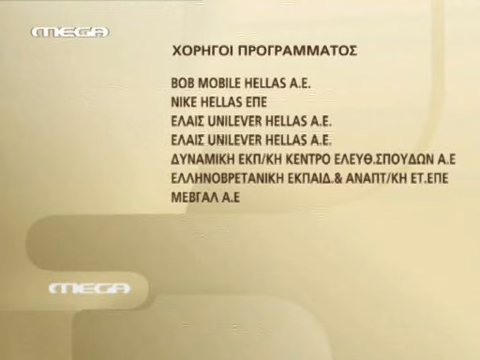 MEGA
ΧΟΡΗΓΟΙ ΠΡΟΓΡΑΜΜΑΤΟΣ
BOB MOBILE HELLAS A.E.
NIKE HELLAS ΕΠΕ
ΕΛΑΙΣ UNILEVER HELLAS A.E.
ΕΛΑΙΣ UNILEVER HELLAS A.E.
ΔΥΝΑΜΙΚΗ ΕΚΠ/ΚΗ ΚΕΝΤΡΟ ΕΛΕΥΘ.ΣΠΟΥΔΩΝ Α.Ε
ΕΛΛΗΝΟΒΡΕΤΑΝΙΚΗ ΕΚΠΑΙΔ.& ΑΝΑΠΤ/ΚΗ ΕΤ.ΕΠΕ
ΜΕΒΓΑΛ Α.Ε
MEGA